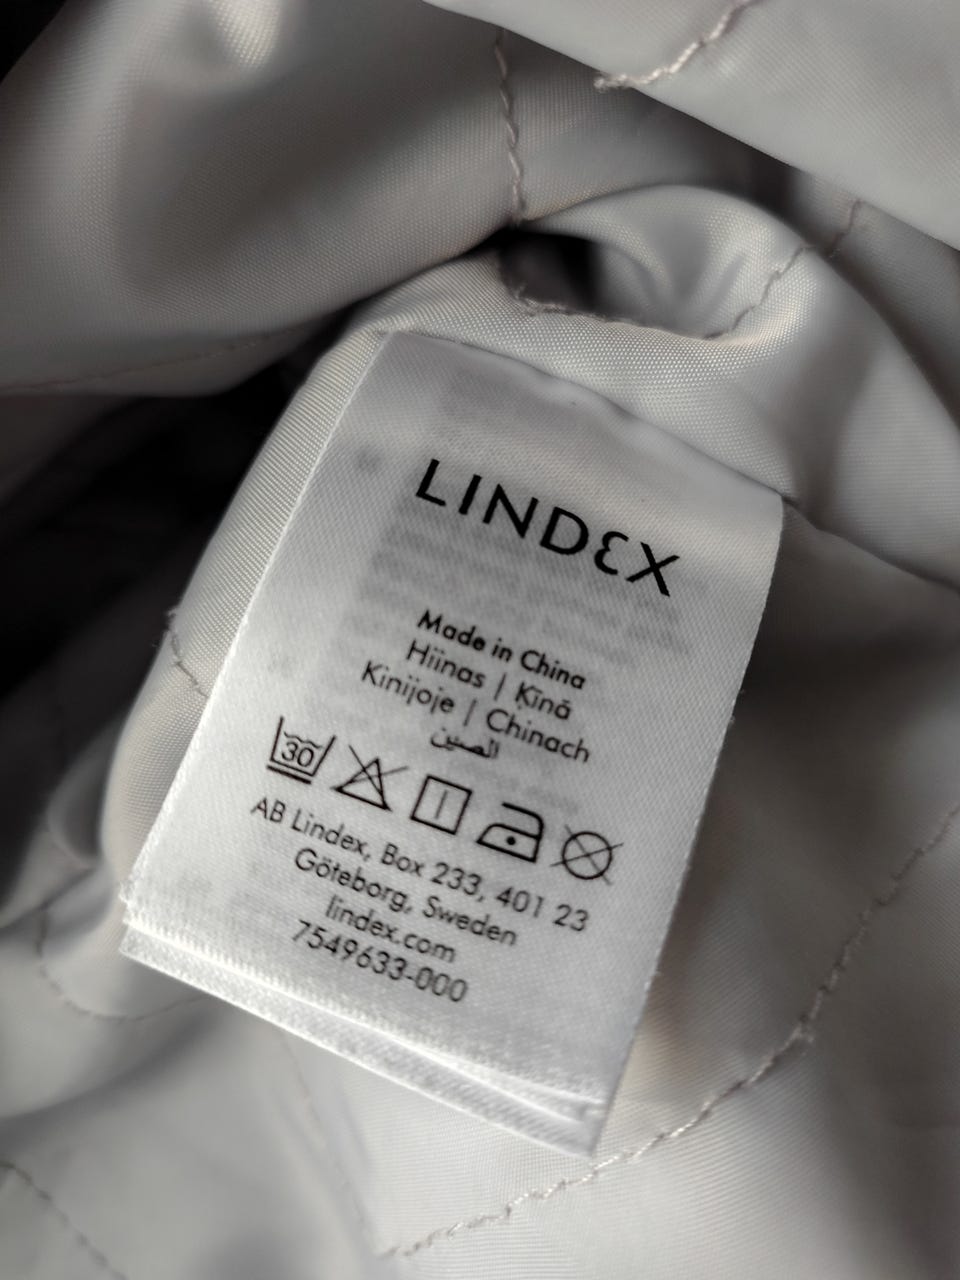 LINDEX
Made in China
Hiinas | Ķīnā
Kinijoje | Chinach
الصين
30
AB Lindex, Box 233, 401 23
Göteborg, Sweden
lindex.com
7549633-000